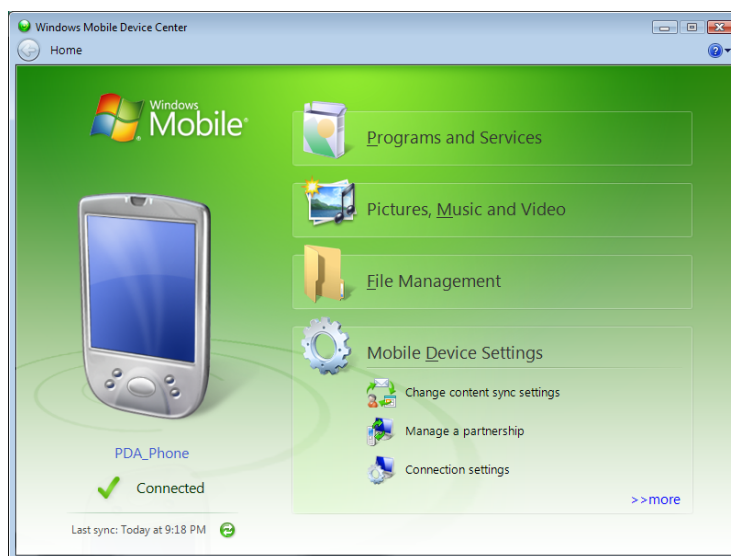 Windows Mobile Device Center
Home
Windows
Mobile®
Programs and Services
Pictures, Music and Video
File Management
Mobile Device Settings
Change content sync settings
Manage a partnership
Connection settings
>>more
PDA_Phone
Connected
Last sync: Today at 9:18 PM